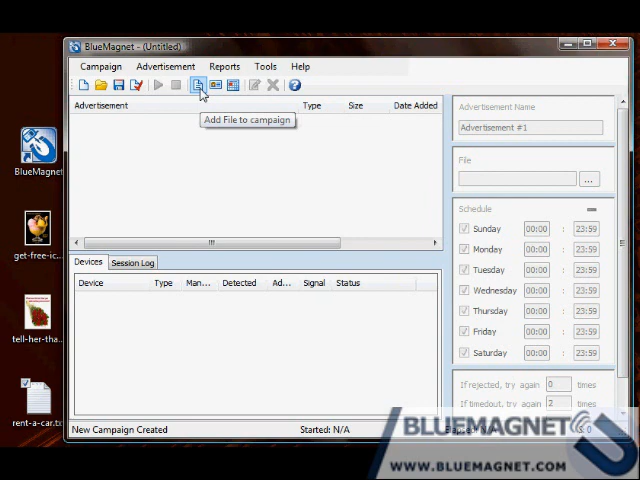 BlueMagnet - (Untitled)
Campaign Advertisement Reports Tools Help
Add File to campaign
Advertisement Type Size Date Added
Devices Session Log
Device Type Man... Detected Ad... Signal Status
New Campaign Created Started: N/A Elapsed: N/A S: 0
Advertisement Name
Advertisement #1
File
...
Schedule
Sunday 00:00 : 23:59
Monday 00:00 : 23:59
Tuesday 00:00 : 23:59
Wednesday 00:00 : 23:59
Thursday 00:00 : 23:59
Friday 00:00 : 23:59
Saturday 00:00 : 23:59
If rejected, try again 0 times
If timedout, try 2 times
BlueMagnet
get-free-ic...
tell-her-tha...
rent-a-car.txt
BLUEMAGNET
WWW.BLUEMAGNET.COM